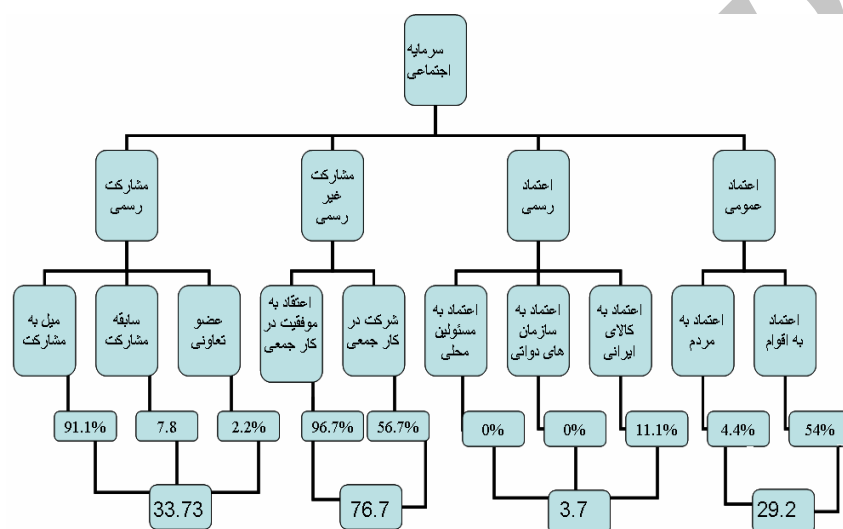 سرمایه
اجتماعی
اعتماد
عمومی
اعتماد
رسمی
مشارکت
غیر
رسمی
مشارکت
رسمی
اعتماد
به اقوام
اعتماد به
مردم
اعتماد به
کالای
ایرانی
اعتماد به
سازمان
های دواتی
اعتماد به
مسئولین
محلی
شرکت در
کار جمعی
اعتقاد به
موفقیت در
کار جمعی
عضو
تعاونی
سابقه
مشارکت
میل به
مشارکت
54%
4.4%
11.1%
0%
0%
56.7%
96.7%
2.2%
7.8
91.1%
29.2
3.7
76.7
33.73